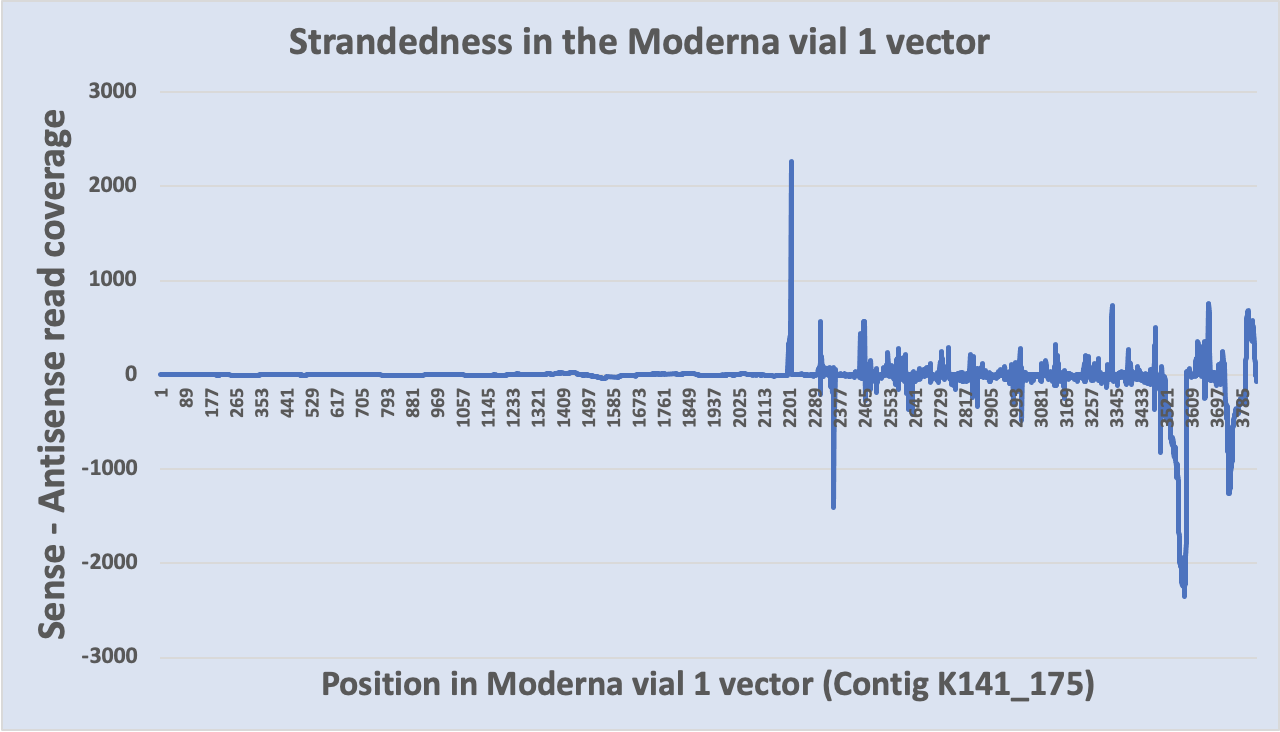 Strandedness in the Moderna vial 1 vector
Sense - Antisense read coverage
3000
2000
1000
0
-1000
-2000
-3000
1 89 177 265 353 441 529 617 705 793 881 969 1057 1145 1233 1321 1409 1497 1585 1673 1761 1849 1937 2025 2113 2201 2289 2377 2465 2553 2641 2729 2817 2905 2993 3081 3169 3257 3345 3433 3521 3609 3697 3785
Position in Moderna vial 1 vector (Contig K141_175)